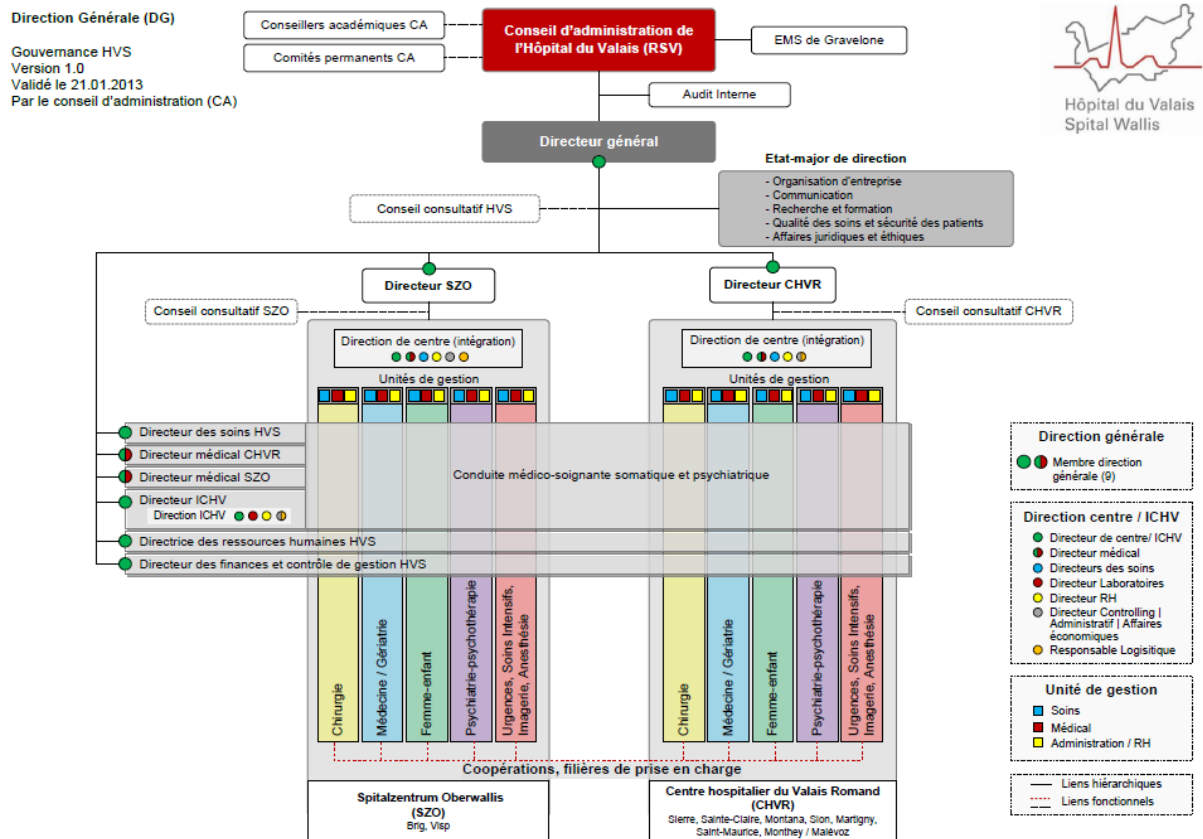 Direction Générale (DG)
Gouvernance HVS
Version 1.0
Validé le 21.01.2013
Par le conseil d'administration (CA)
Conseillers académiques CA
Comités permanents CA
Conseil d'administration de
l'Hôpital du Valais (RSV)
EMS de Gravelone
Audit Interne
Hôpital du Valais
Spital Wallis
Directeur général
Etat-major de direction
- Organisation d'entreprise
- Communication
- Recherche et formation
- Qualité des soins et sécurité des patients
- Affaires juridiques et éthiques
Conseil consultatif HVS
Directeur SZO
Directeur CHVR
Conseil consultatif SZO
Conseil consultatif CHVR
Direction de centre (intégration)
Direction de centre (intégration)
Unités de gestion
Unités de gestion
Directeur des soins HVS
Directeur médical CHVR
Directeur médical SZO
Directeur ICHV
Direction ICHV
Conduite médico-soignante somatique et psychiatrique
Directrice des ressources humaines HVS
Directeur des finances et contrôle de gestion HVS
Chirurgie
Médecine / Gériatrie
Femme-enfant
Psychiatrie-psychothérapie
Urgences, Soins Intensifs,
Imagerie, Anesthésie
Chirurgie
Médecine / Gériatrie
Femme-enfant
Psychiatrie-psychothérapie
Urgences, Soins Intensifs,
Imagerie, Anesthésie
Coopérations, filières de prise en charge
Spitalzentrum Oberwallis
(SZO)
Brig, Visp
Centre hospitalier du Valais Romand
(CHVR)
Sierre, Sainte-Claire, Montana, Sion, Martigny,
Saint-Maurice, Monthey / Malévoz
Direction générale
Membre direction
générale (9)
Direction centre / ICHV
Directeur de centre/ ICHV
Directeur médical
Directeurs des soins
Directeur Laboratoires
Directeur RH
Directeur Controlling |
Administratif | Affaires
économiques
Responsable Logisitique
Unité de gestion
Soins
Médical
Administration / RH
Liens hiérarchiques
Liens fonctionnels